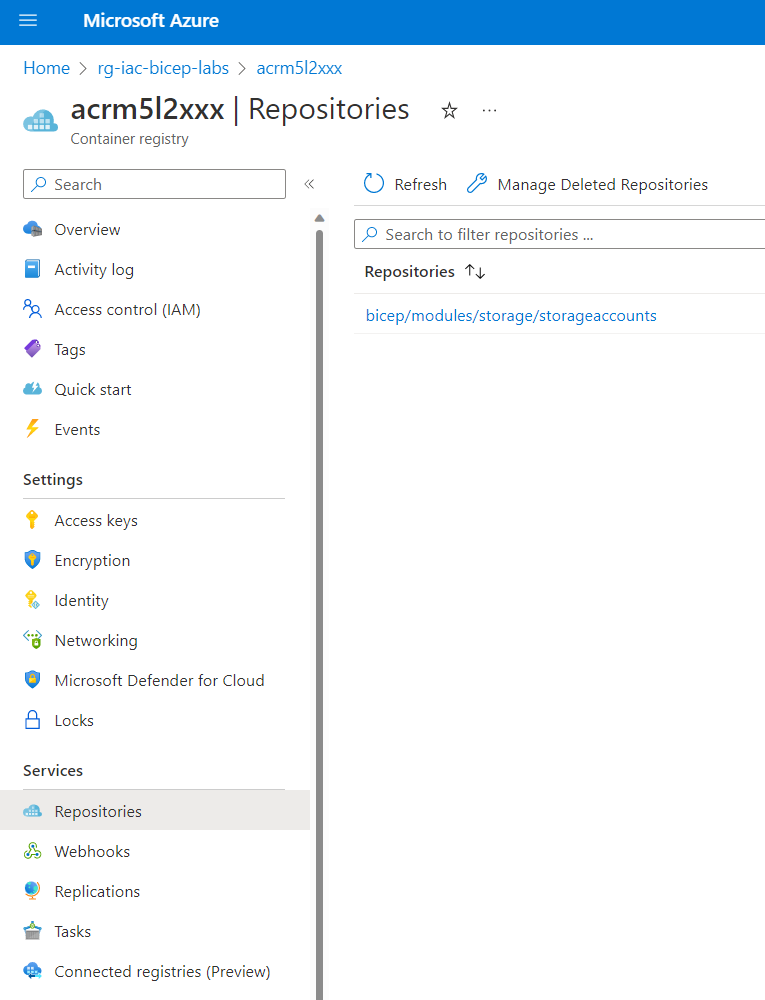 Microsoft Azure
Home > rg-iac-bicep-labs > acrm5l2xxx
acrm5l2xxx | Repositories ☆ ···
Container registry
Search «
Overview
Activity log
Access control (IAM)
Tags
Quick start
Events
Settings
Access keys
Encryption
Identity
Networking
Microsoft Defender for Cloud
Locks
Services
Repositories
Webhooks
Replications
Tasks
Connected registries (Preview)
Refresh Manage Deleted Repositories
Search to filter repositories ...
Repositories ↑↓
bicep/modules/storage/storageaccounts